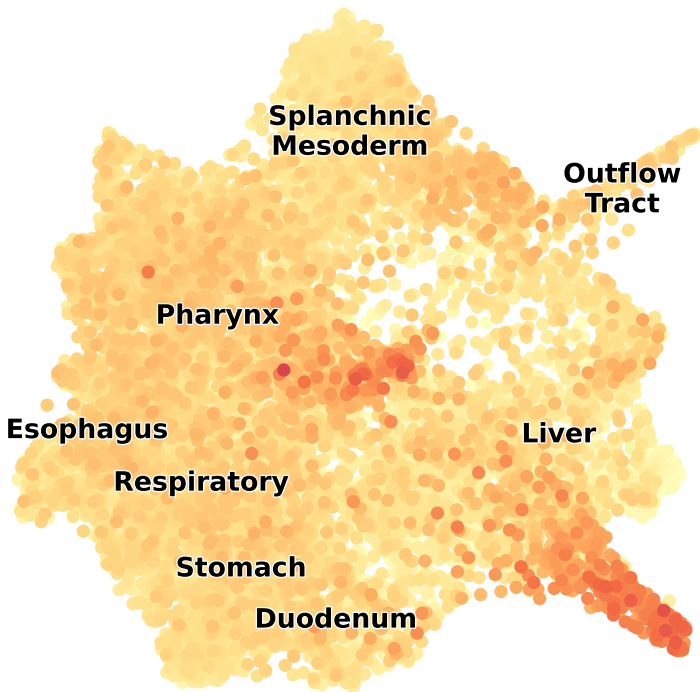 Splanchnic
Mesoderm
Outflow
Tract
Pharynx
Esophagus
Liver
Respiratory
Stomach
Duodenum